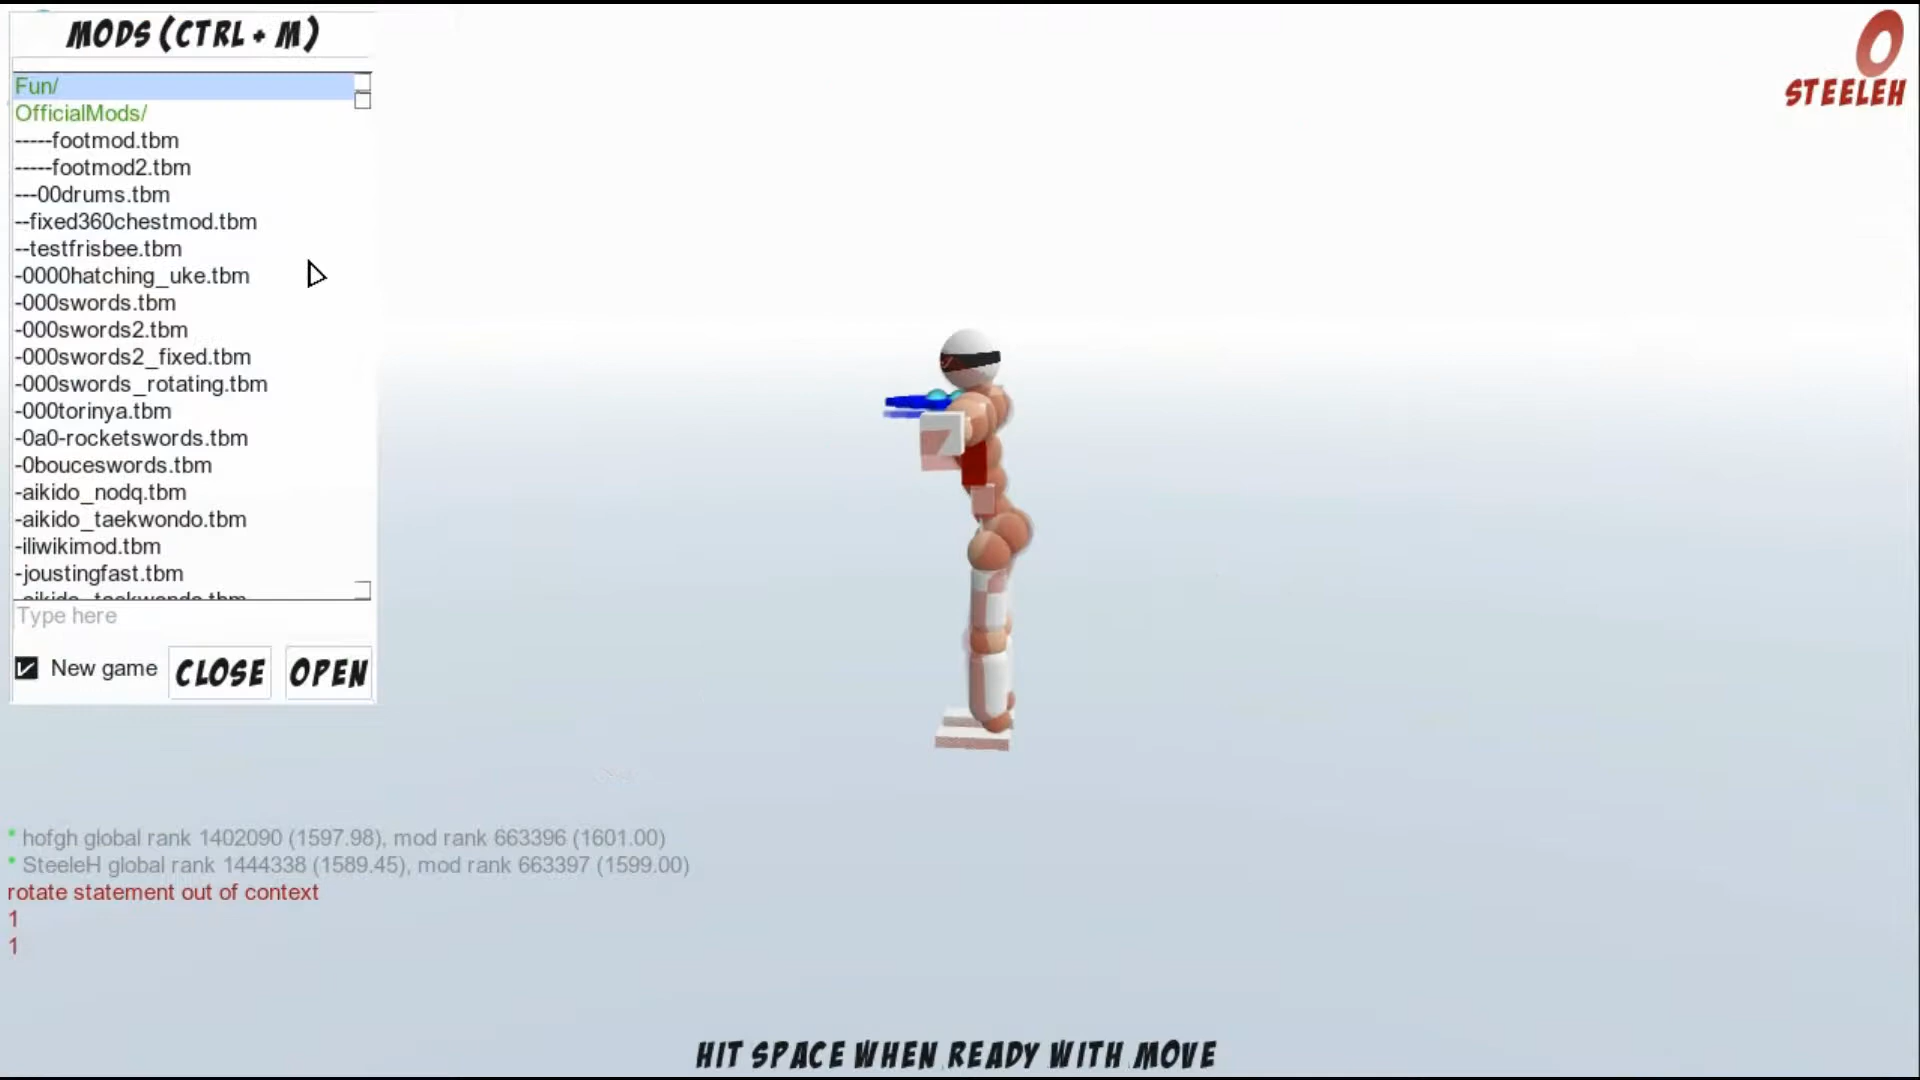 MODS (CTRL + M)
0
STEELEH
Fun/
OfficialMods/
-----footmod.tbm
-----footmod2.tbm
---00drums.tbm
--fixed360chestmod.tbm
--testfrisbee.tbm
-0000hatching_uke.tbm
-000swords.tbm
-000swords2.tbm
-000swords2_fixed.tbm
-000swords_rotating.tbm
-000torinya.tbm
-0a0-rocketswords.tbm
-0bouceswords.tbm
-aikido_nodq.tbm
-aikido_taekwondo.tbm
-iliwikimod.tbm
-joustingfast.tbm
-aikido_taekwondo.tbm
Type here
New game CLOSE OPEN
* hofgh global rank 1402090 (1597.98), mod rank 663396 (1601.00)
* SteeleH global rank 1444338 (1589.45), mod rank 663397 (1599.00)
rotate statement out of context
1
1
HIT SPACE WHEN READY WITH MOVE